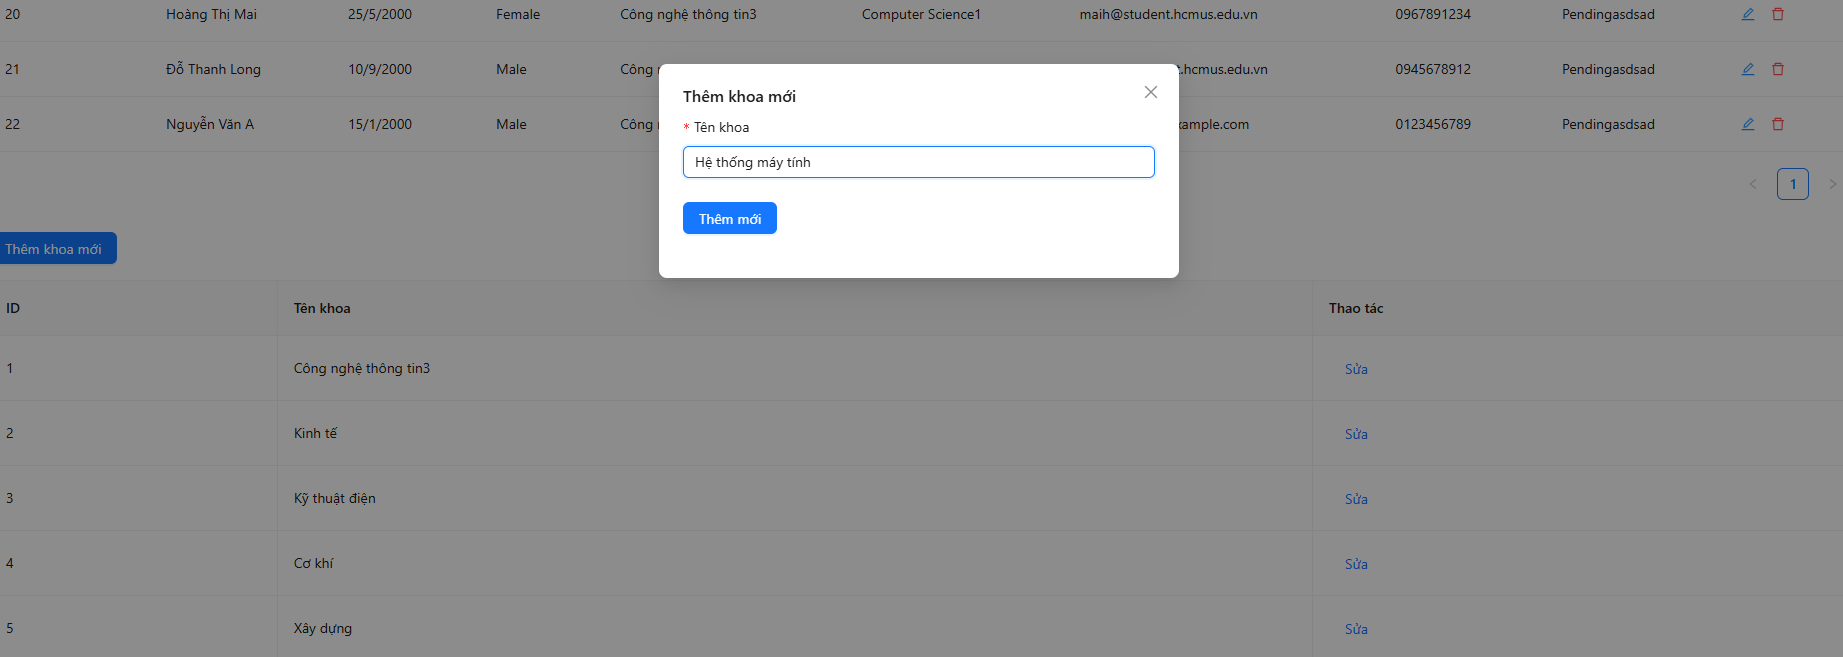 20 Hoàng Thị Mai 25/5/2000 Female Công nghệ thông tin3 Computer Science1 maih@student.hcmus.edu.vn 0967891234 Pendingasdsad
21 Đỗ Thanh Long 10/9/2000 Male Công t.hcmus.edu.vn 0945678912 Pendingasdsad
22 Nguyễn Văn A 15/1/2000 Male Công ample.com 0123456789 Pendingasdsad
Thêm khoa mới
* Tên khoa
Hệ thống máy tính
Thêm mới
< 1 >
Thêm khoa mới
ID Tên khoa Thao tác
1 Công nghệ thông tin3 Sửa
2 Kinh tế Sửa
3 Kỹ thuật điện Sửa
4 Cơ khí Sửa
5 Xây dựng Sửa